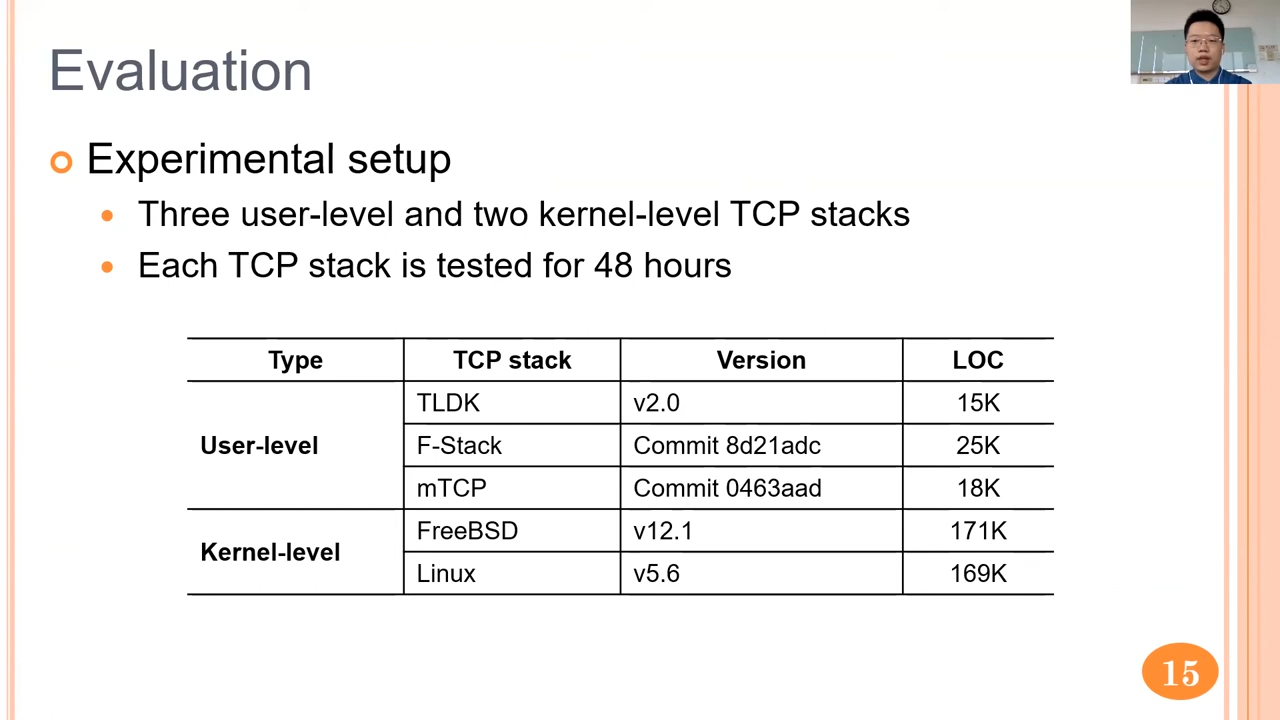 Evaluation
Experimental setup
Three user-level and two kernel-level TCP stacks
Each TCP stack is tested for 48 hours
Type TCP stack Version LOC
User-level
TLDK v2.0 15K
F-Stack Commit 8d21adc 25K
mTCP Commit 0463aad 18K
Kernel-level
FreeBSD v12.1 171K
Linux v5.6 169K
15